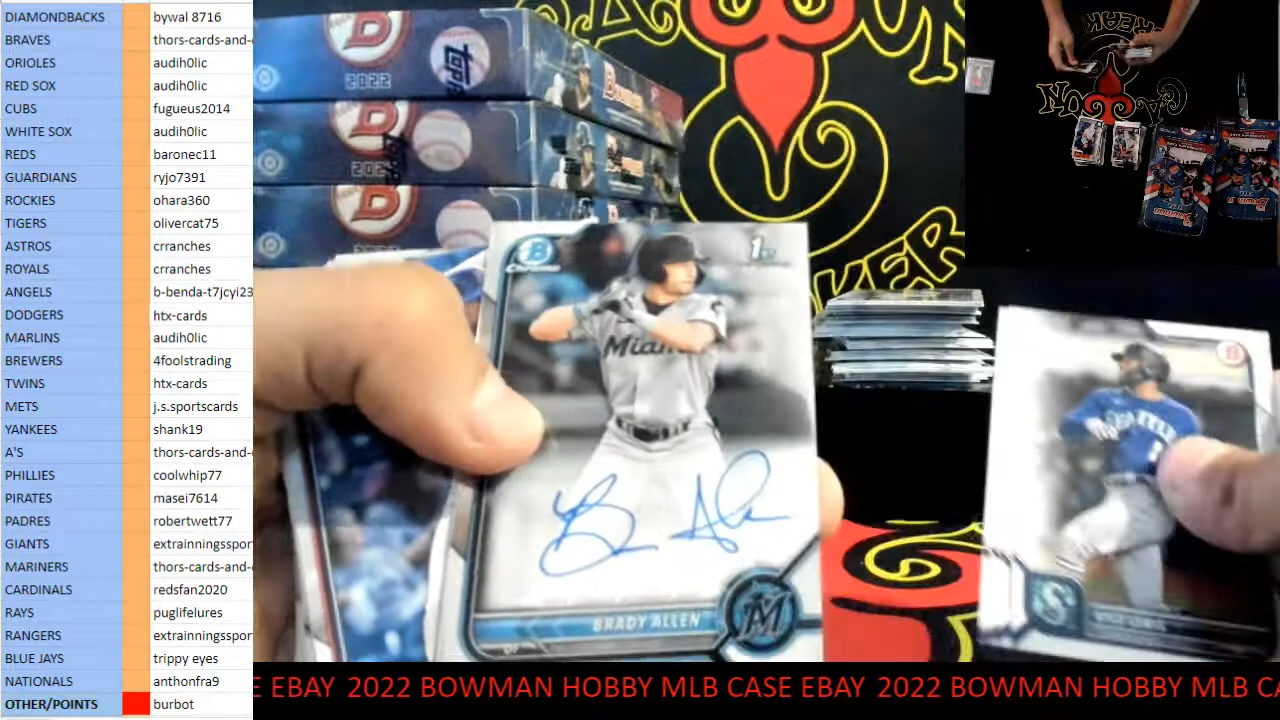 DIAMONDBACKS bywal 8716
BRAVES thors-cards-and-
ORIOLES audih0lic
RED SOX audih0lic
CUBS fugueus2014
WHITE SOX audih0lic
REDS baronec11
GUARDIANS ryjo7391
ROCKIES ohara360
TIGERS olivercat75
ASTROS crranches
ROYALS crranches
ANGELS b-benda-t7jcyi23
DODGERS htx-cards
MARLINS audih0lic
BREWERS 4foolstrading
TWINS htx-cards
METS j.s.sportscards
YANKEES shank19
A'S thors-cards-and-
PHILLIES coolwhip77
PIRATES masei7614
PADRES robertwett77
GIANTS extrainningsspor
MARINERS thors-cards-and-
CARDINALS redsfan2020
RAYS puglifelures
RANGERS extrainningsspor
BLUE JAYS trippy eyes
NATIONALS anthonfra9
OTHER/POINTS burbot
2022
TOPPS
Bowman
B
Chrome
1st
Miami
BRADY ALLEN
OF
M
B
S
E EBAY 2022 BOWMAN HOBBY MLB CASE EBAY 2022 BOWMAN HOBBY MLB CA